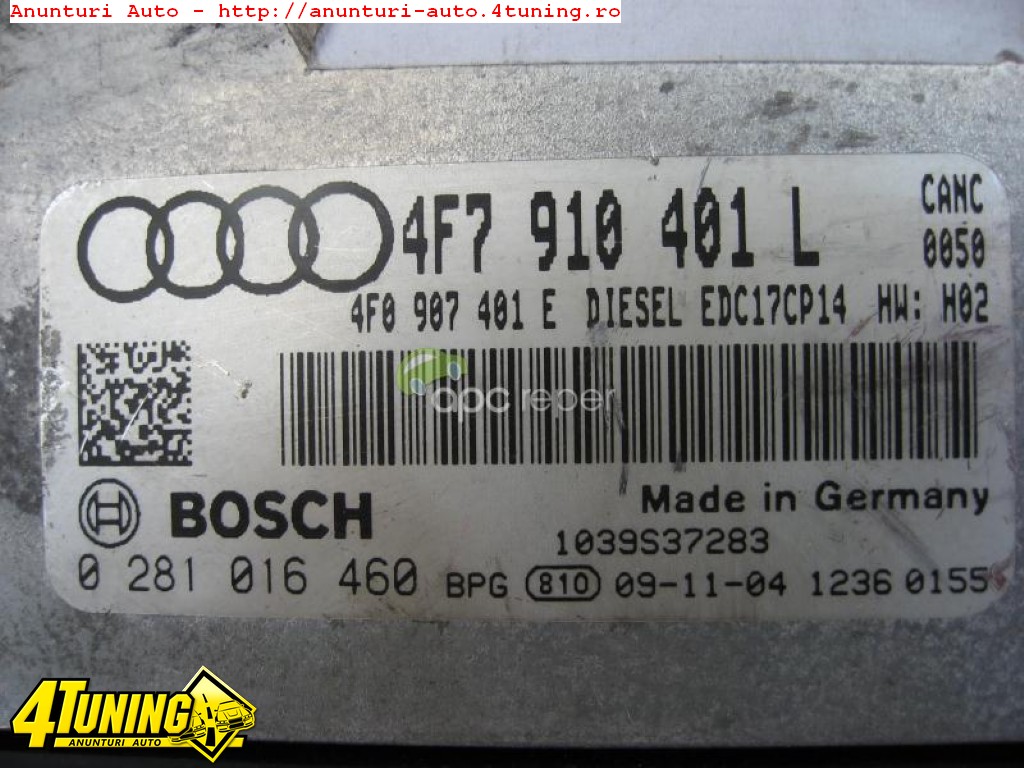 Anunturi Auto - http://anunturi-auto.4tuning.ro
4F7 910 401 L
CANC
0050
4F0 907 401 E DIESEL EDC17CP14 HW: H02
apc reper
BOSCH
Made in Germany
1039S37283
0 281 016 460 BPG 810 09-11-04 1236 0155
4TUNING
ANUNTURI AUTO